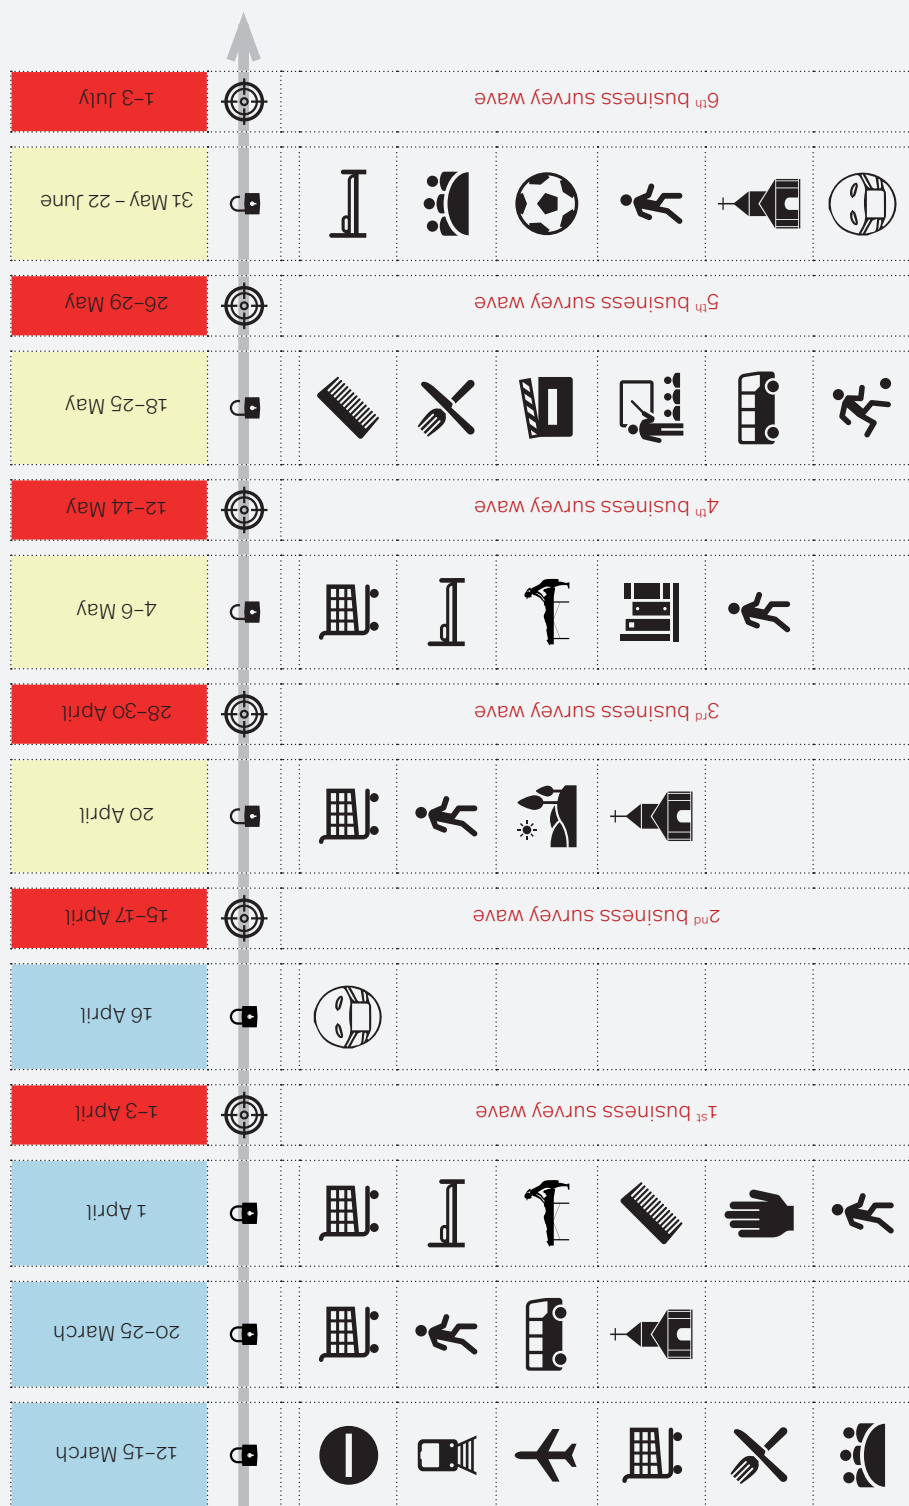 12–15 March
20–25 March
1 April
1st business survey wave
1–3 April
16 April
2nd business survey wave
15–17 April
20 April
3rd business survey wave
28–30 April
4–6 May
4th business survey wave
12–14 May
18–25 May
5th business survey wave
26–29 May
31 May – 22 June
6th business survey wave
1–3 July